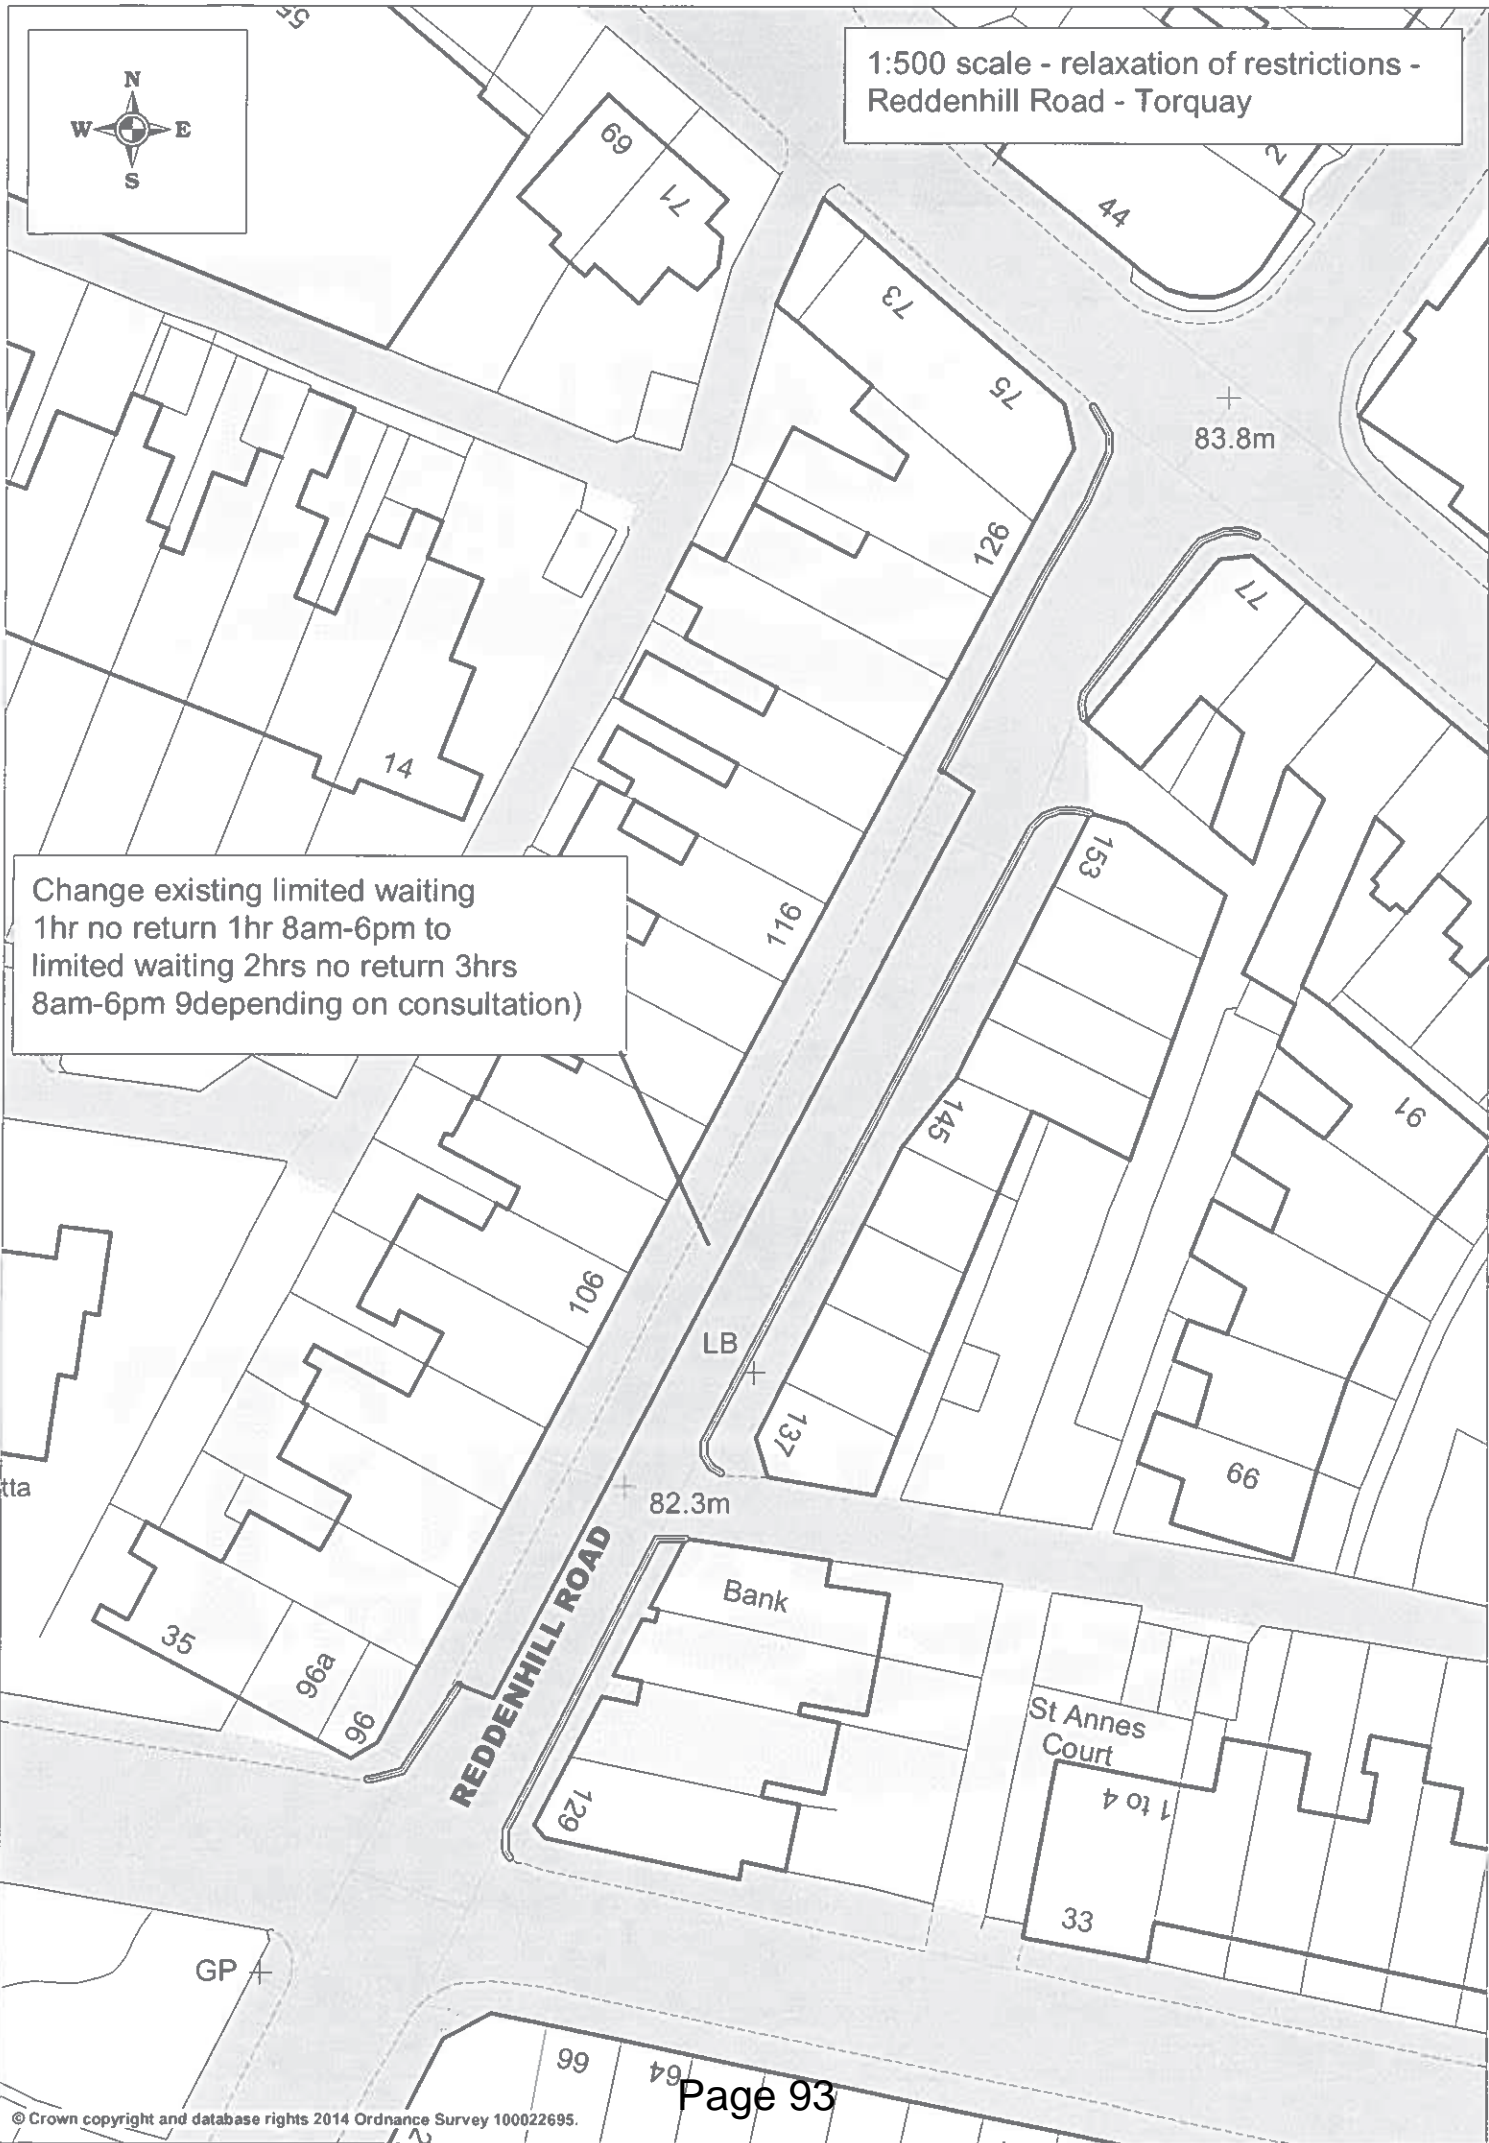 55
N
W E
S
1:500 scale - relaxation of restrictions -
Reddenhill Road - Torquay
69
71
2
44
73
75
83.8m
126
77
14
153
Change existing limited waiting
1hr no return 1hr 8am-6pm to
limited waiting 2hrs no return 3hrs
8am-6pm 9depending on consultation)
116
145
91
106
LB
137
99
tta
82.3m
REDDENHILL ROAD
Bank
35
96a
96
St Annes
Court
1 to 4
129
33
GP
66
64
Page 93
© Crown copyright and database rights 2014 Ordnance Survey 100022695.